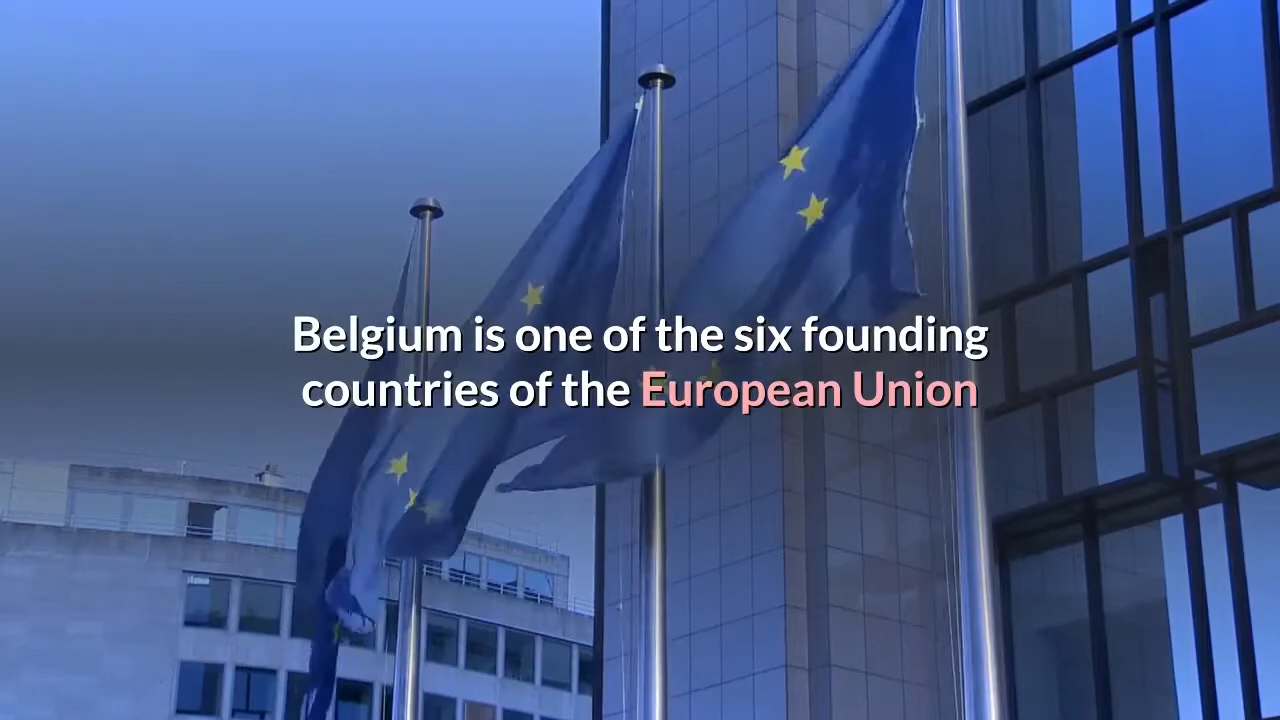 Belgium is one of the six founding
countries of the European Union